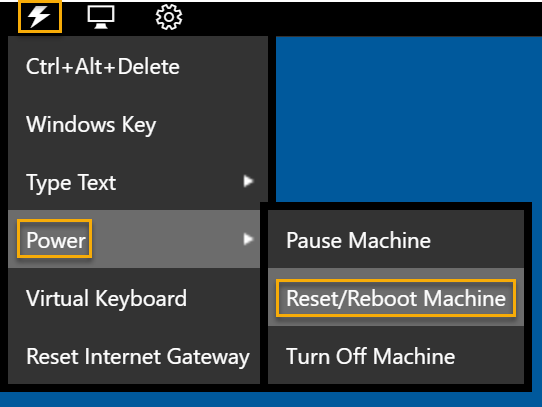 Ctrl+Alt+Delete
Windows Key
Type Text
Power
Virtual Keyboard
Reset Internet Gateway
Pause Machine
Reset/Reboot Machine
Turn Off Machine